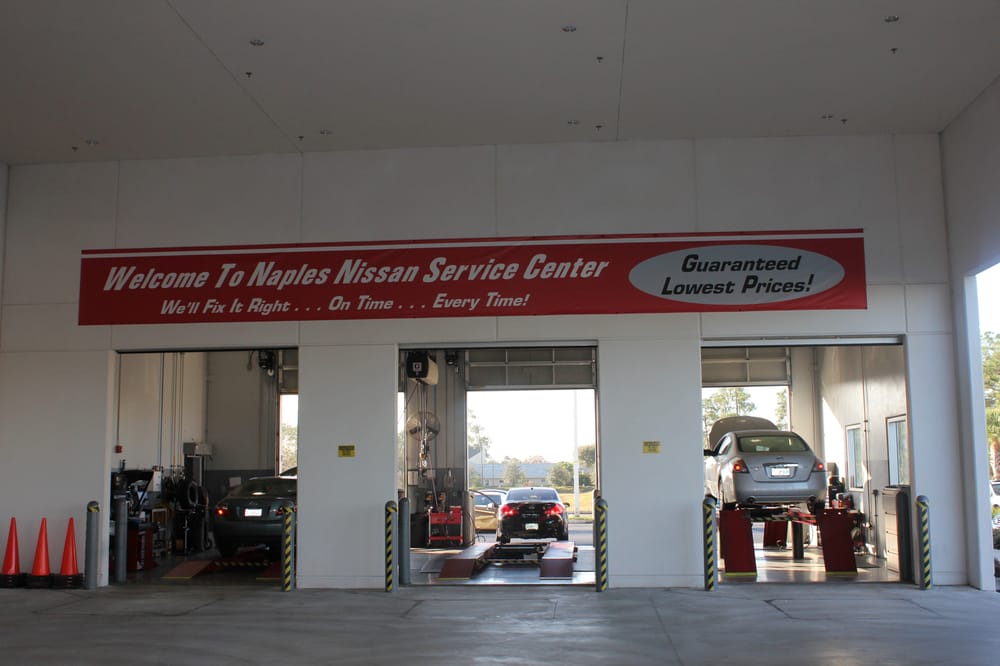 Welcome To Naples Nissan Service Center
We'll Fix It Right . . . On Time . . . Every Time!
Guaranteed
Lowest Prices!